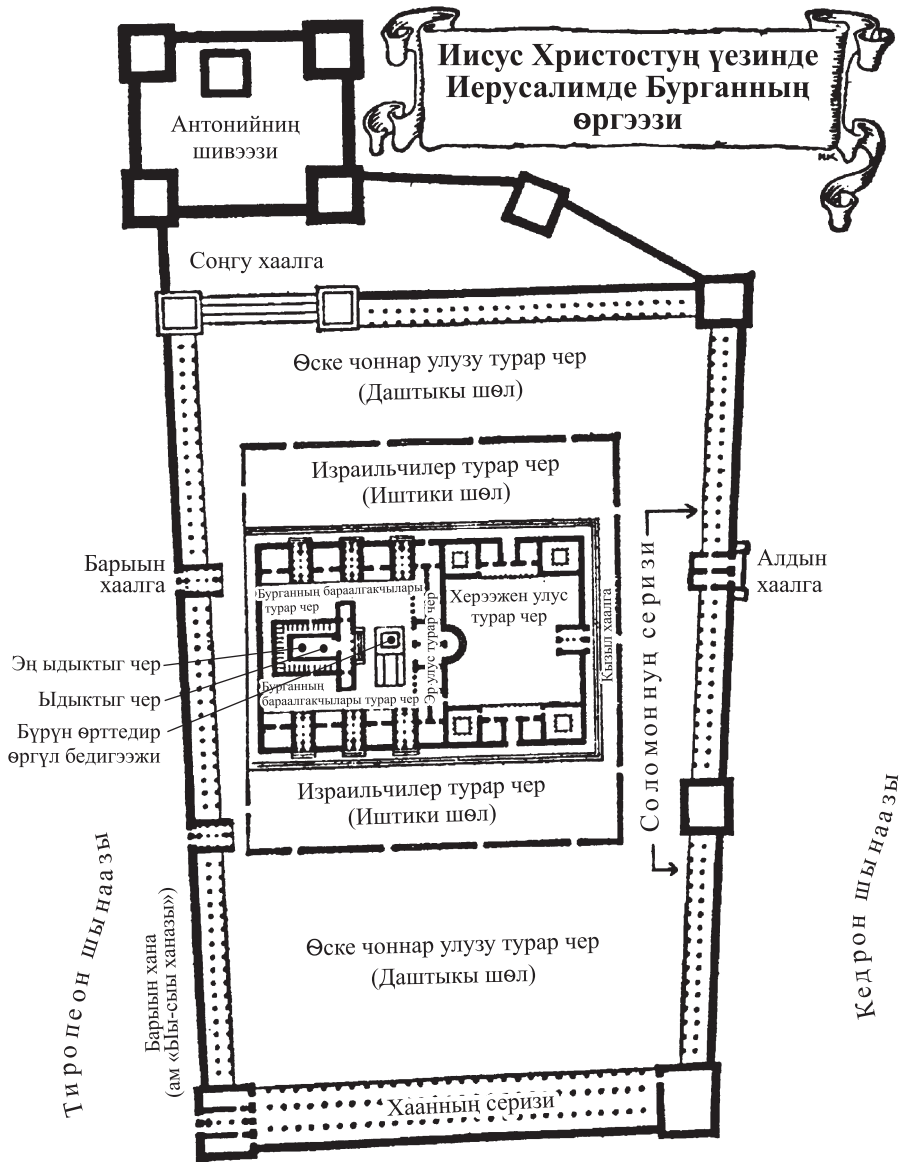 Иисус Христостуң үезинде
Иерусалимде Бурганның
өргээзи
Антонийниң
шивээзи
Соңгу хаалга
Өске чоннар улузу турар чер
(Даштыкы шөл)
Израильчилер турар чер
(Иштики шөл)
Барыын
хаалга
Бурганның бараалгакчылары
турар чер
Эр улус турар чер
Херээжен улус
турар чер
Кызыл хаалга
Соломоннуң серизи
Алдын
хаалга
Эң ыдыктыг чер
Ыдыктыг чер
Бүрүн өрттедир
өргүл бедигээжи
Бурганның
бараалгакчылары турар чер
Израильчилер турар чер
(Иштики шөл)
Тиропеон шынаазы
Барыын хана
(ам «Ыы-сыы ханазы»)
Өске чоннар улузу турар чер
(Даштыкы шөл)
Кедрон шынаазы
Хаанның серизи